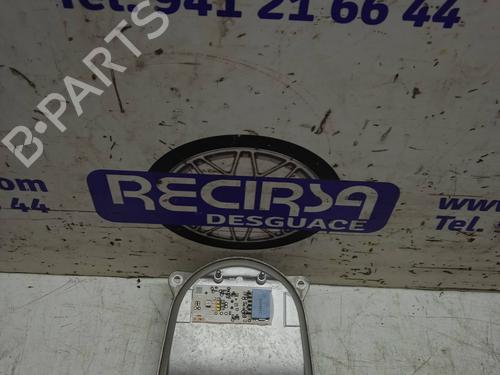 Tel. 941 21 66 44
B-PARTS
RECIRSA
DESGUACE
.com
44
www.
Tel.